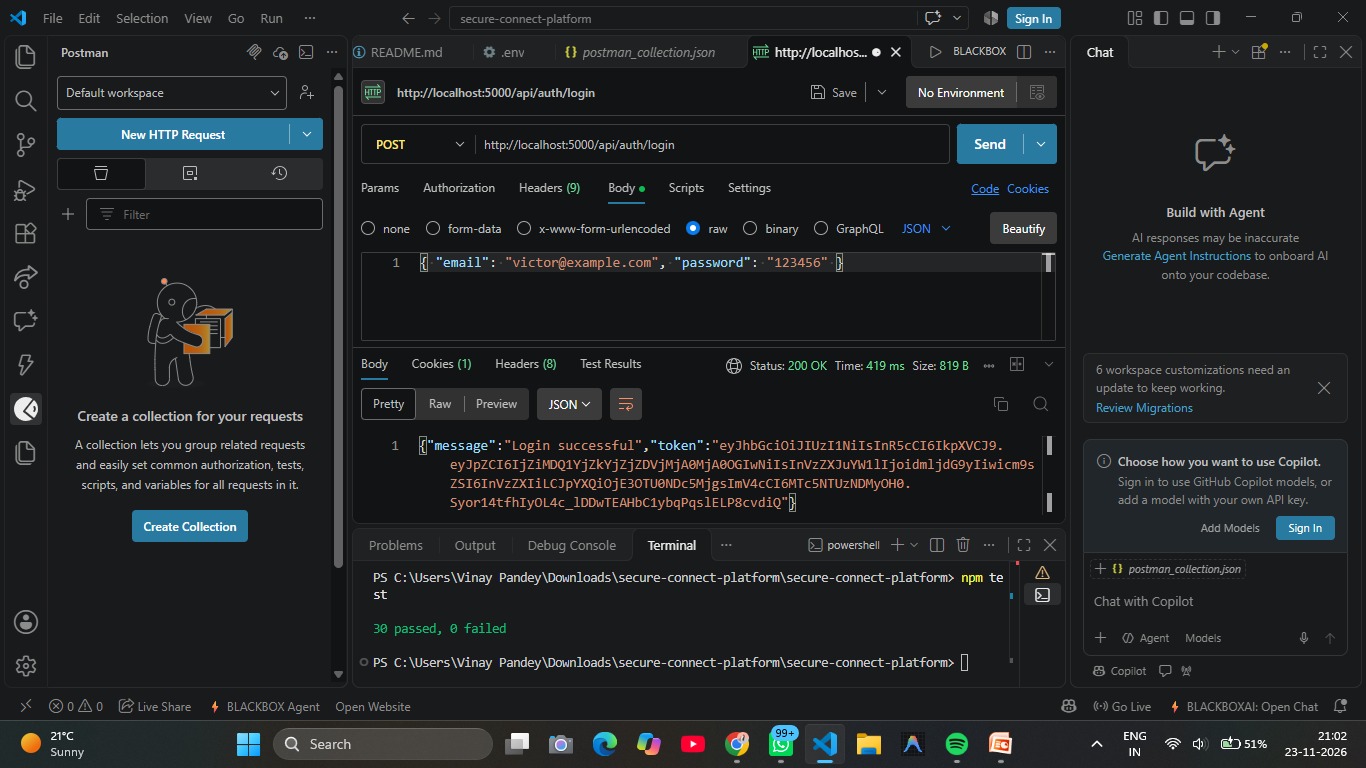 File Edit Selection View Go Run ··· secure-connect-platform Sign In
Postman
Default workspace
New HTTP Request
Filter
Create a collection for your requests
A collection lets you group related requests
and easily set common authorization, tests,
scripts, and variables for all requests in it.
Create Collection
README.md .env {} postman_collection.json HTTP http://localhos... BLACKBOX ···
HTTP http://localhost:5000/api/auth/login Save No Environment
POST http://localhost:5000/api/auth/login Send
Params Authorization Headers (9) Body Scripts Settings Code Cookies
none form-data x-www-form-urlencoded raw binary GraphQL JSON Beautify
1 { "email": "victor@example.com", "password": "123456" }
Body Cookies (1) Headers (8) Test Results Status: 200 OK Time: 419 ms Size: 819 B
Pretty Raw Preview JSON
1 {"message":"Login successful","token":"eyJhbGciOiJIUzI1NiIsInR5cCI6IkpXVCJ9.
eyJpZCI6IjZiMDQ1YjZkYjZjZDVjMjA0MjA0OGIwNiIsInVzZXJuYW1lIjoidmljdG9yIiwicm9s
ZSI6InVzZXIiLCJpYXQiOjE3OTU0NDc5MjgsImV4cCI6MTc5NTUzNDMyOH0.
Syor14tfhIyOL4c_lDDwTEAHbC1ybqPqslELP8cvdiQ"}
Problems Output Debug Console Terminal ··· powershell
PS C:\Users\Vinay Pandey\Downloads\secure-connect-platform\secure-connect-platform> npm te
st
30 passed, 0 failed
PS C:\Users\Vinay Pandey\Downloads\secure-connect-platform\secure-connect-platform>
Chat
Build with Agent
AI responses may be inaccurate
Generate Agent Instructions to onboard AI
onto your codebase.
6 workspace customizations need an
update to keep working.
Review Migrations
Choose how you want to use Copilot.
Sign in to use GitHub Copilot models, or
add a model with your own API key.
Add Models Sign In
{} postman_collection.json
Chat with Copilot
Agent Models
Copilot
0 0 Live Share BLACKBOX Agent Open Website Go Live BLACKBOXAI: Open Chat
21°C
Sunny
Search
99+
ENG
IN
51%
21:02
23-11-2026